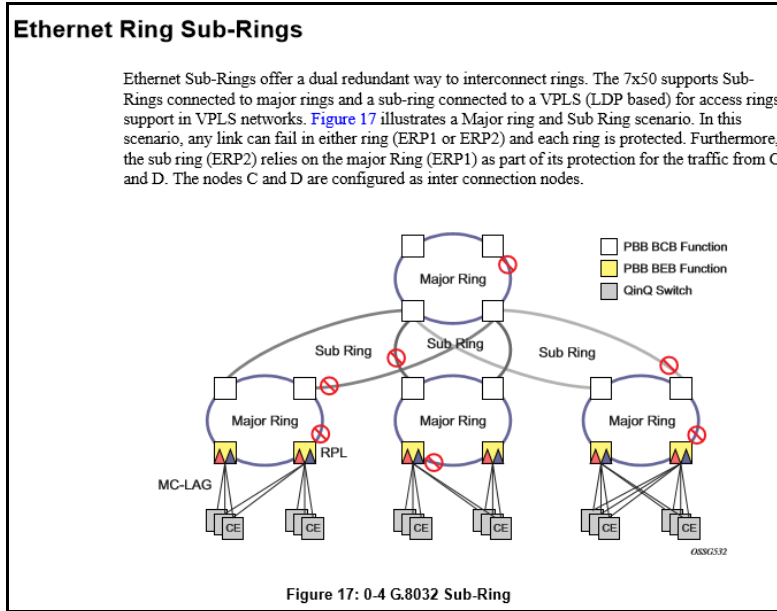 Ethernet Ring Sub-Rings
Ethernet Sub-Rings offer a dual redundant way to interconnect rings. The 7x50 supports Sub-
Rings connected to major rings and a sub-ring connected to a VPLS (LDP based) for access rings
support in VPLS networks. Figure 17 illustrates a Major ring and Sub Ring scenario. In this
scenario, any link can fail in either ring (ERP1 or ERP2) and each ring is protected. Furthermore,
the sub ring (ERP2) relies on the major Ring (ERP1) as part of its protection for the traffic from C
and D. The nodes C and D are configured as inter connection nodes.
PBB BCB Function
PBB BEB Function
QinQ Switch
Major Ring
Sub Ring
Sub Ring
Sub Ring
Major Ring
Major Ring
Major Ring
RPL
MC-LAG
CE
CE
CE
CE
CE
CE
OSSG532
Figure 17: 0-4 G.8032 Sub-Ring